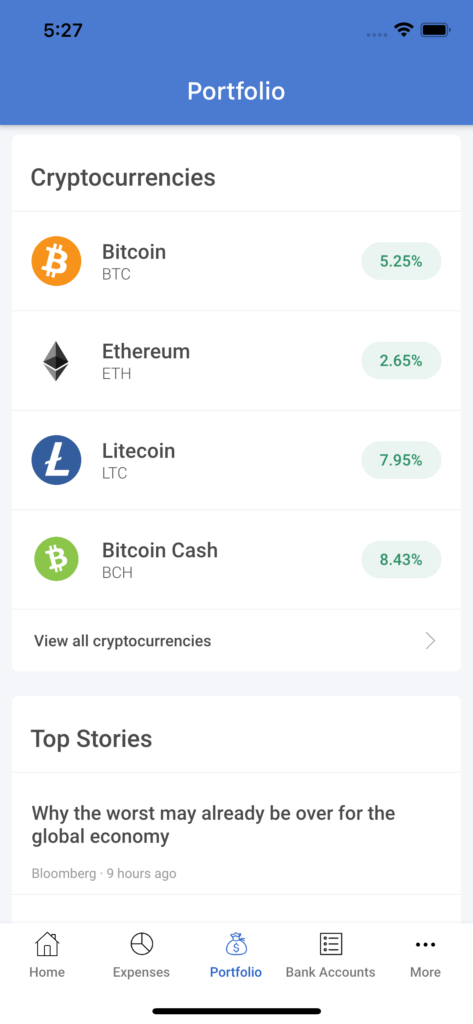 5:27
Portfolio
Cryptocurrencies
Bitcoin
BTC
5.25%
Ethereum
ETH
2.65%
Litecoin
LTC
7.95%
Bitcoin Cash
BCH
8.43%
View all cryptocurrencies
Top Stories
Why the worst may already be over for the
global economy
Bloomberg · 9 hours ago
Home
Expenses
Portfolio
Bank Accounts
More